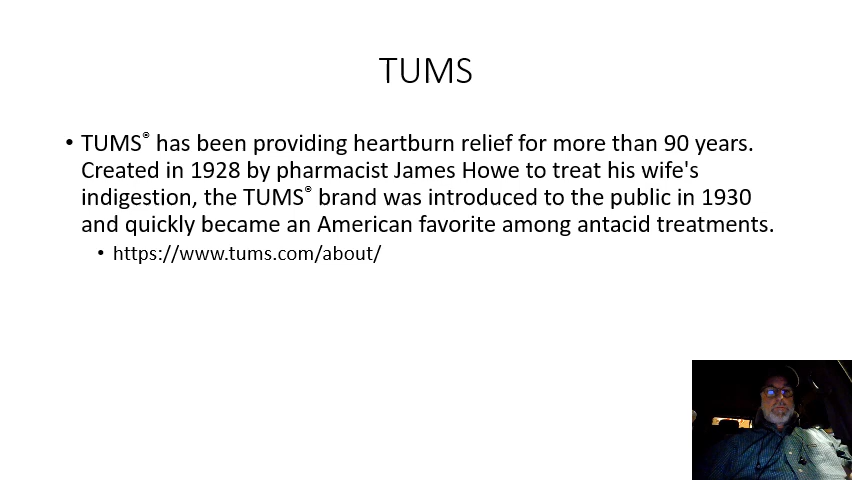 TUMS
• TUMS® has been providing heartburn relief for more than 90 years.
Created in 1928 by pharmacist James Howe to treat his wife's
indigestion, the TUMS® brand was introduced to the public in 1930
and quickly became an American favorite among antacid treatments.
• https://www.tums.com/about/